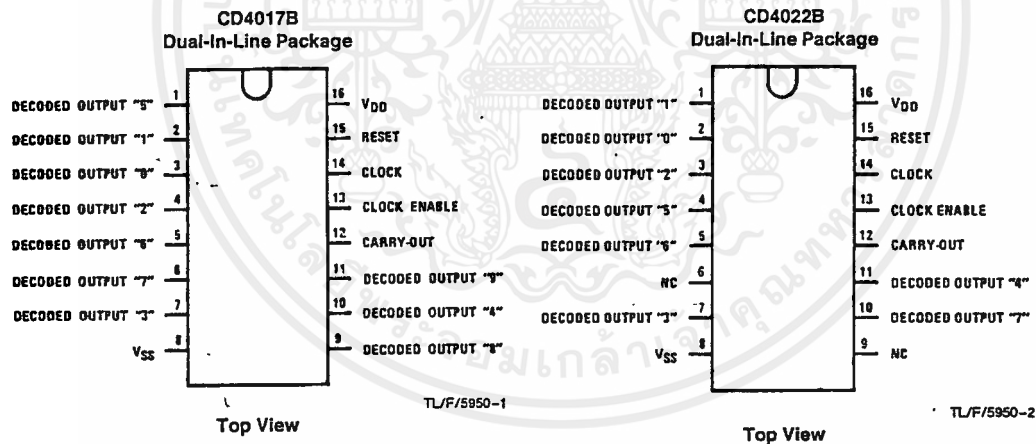 CD4017B
Dual-In-Line Package
DECODED OUTPUT "5" 1
DECODED OUTPUT "1" 2
DECODED OUTPUT "0" 3
DECODED OUTPUT "2" 4
DECODED OUTPUT "6" 5
DECODED OUTPUT "7" 6
DECODED OUTPUT "3" 7
VSS 8
16 VDD
15 RESET
14 CLOCK
13 CLOCK ENABLE
12 CARRY-OUT
11 DECODED OUTPUT "9"
10 DECODED OUTPUT "4"
9 DECODED OUTPUT "8"
TL/F/5950-1
Top View
CD4022B
Dual-In-Line Package
DECODED OUTPUT "1" 1
DECODED OUTPUT "0" 2
DECODED OUTPUT "2" 3
DECODED OUTPUT "5" 4
DECODED OUTPUT "6" 5
NC 6
DECODED OUTPUT "3" 7
VSS 8
16 VDD
15 RESET
14 CLOCK
13 CLOCK ENABLE
12 CARRY-OUT
11 DECODED OUTPUT "4"
10 DECODED OUTPUT "7"
9 NC
TL/F/5950-2
Top View